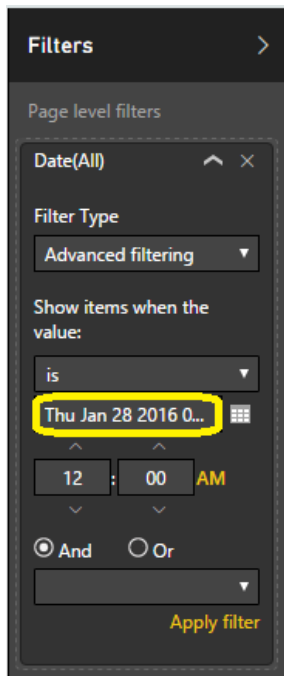 Filters
Page level filters
Date(All)
Filter Type
Advanced filtering
Show items when the
value:
is
Thu Jan 28 2016 0...
12 : 00 AM
And Or
Apply filter